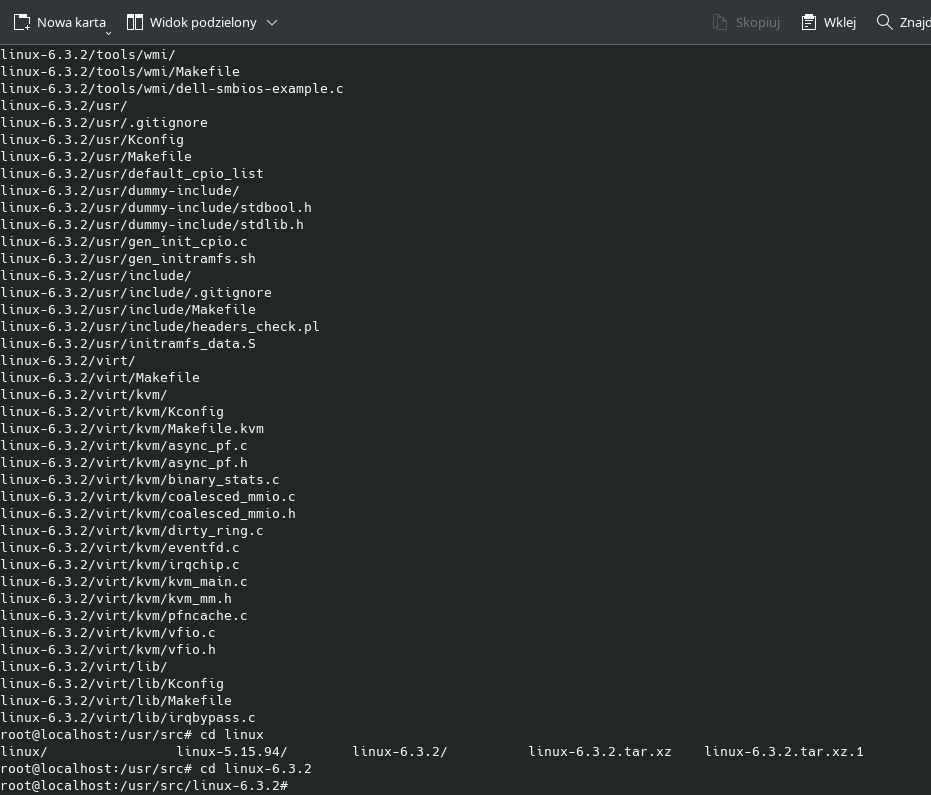 Nowa karta Widok podzielony Skopiuj Wklej Znajd
linux-6.3.2/tools/wmi/
linux-6.3.2/tools/wmi/Makefile
linux-6.3.2/tools/wmi/dell-smbios-example.c
linux-6.3.2/usr/
linux-6.3.2/usr/.gitignore
linux-6.3.2/usr/Kconfig
linux-6.3.2/usr/Makefile
linux-6.3.2/usr/default_cpio_list
linux-6.3.2/usr/dummy-include/
linux-6.3.2/usr/dummy-include/stdbool.h
linux-6.3.2/usr/dummy-include/stdlib.h
linux-6.3.2/usr/gen_init_cpio.c
linux-6.3.2/usr/gen_initramfs.sh
linux-6.3.2/usr/include/
linux-6.3.2/usr/include/.gitignore
linux-6.3.2/usr/include/Makefile
linux-6.3.2/usr/include/headers_check.pl
linux-6.3.2/usr/initramfs_data.S
linux-6.3.2/virt/
linux-6.3.2/virt/Makefile
linux-6.3.2/virt/kvm/
linux-6.3.2/virt/kvm/Kconfig
linux-6.3.2/virt/kvm/Makefile.kvm
linux-6.3.2/virt/kvm/async_pf.c
linux-6.3.2/virt/kvm/async_pf.h
linux-6.3.2/virt/kvm/binary_stats.c
linux-6.3.2/virt/kvm/coalesced_mmio.c
linux-6.3.2/virt/kvm/coalesced_mmio.h
linux-6.3.2/virt/kvm/dirty_ring.c
linux-6.3.2/virt/kvm/eventfd.c
linux-6.3.2/virt/kvm/irqchip.c
linux-6.3.2/virt/kvm/kvm_main.c
linux-6.3.2/virt/kvm/kvm_mm.h
linux-6.3.2/virt/kvm/pfncache.c
linux-6.3.2/virt/kvm/vfio.c
linux-6.3.2/virt/kvm/vfio.h
linux-6.3.2/virt/lib/
linux-6.3.2/virt/lib/Kconfig
linux-6.3.2/virt/lib/Makefile
linux-6.3.2/virt/lib/irqbypass.c
root@localhost:/usr/src# cd linux
linux/ linux-5.15.94/ linux-6.3.2/ linux-6.3.2.tar.xz linux-6.3.2.tar.xz.1
root@localhost:/usr/src# cd linux-6.3.2
root@localhost:/usr/src/linux-6.3.2#